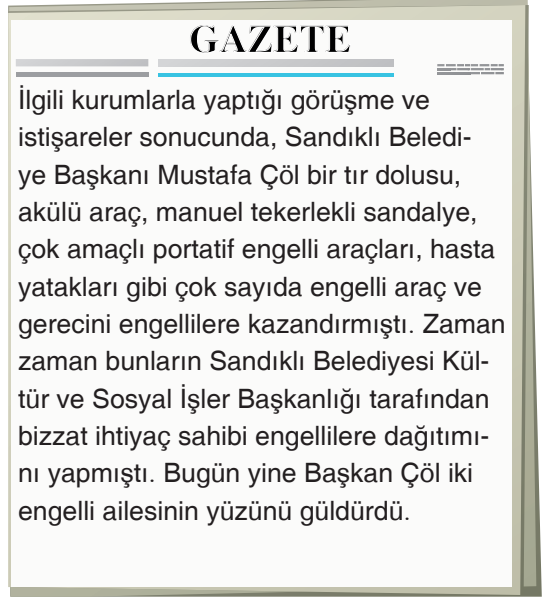 GAZETE
İlgili kurumlarla yaptığı görüşme ve
istişareler sonucunda, Sandıklı Beledi-
ye Başkanı Mustafa Çöl bir tır dolusu,
akülü araç, manuel tekerlekli sandalye,
çok amaçlı portatif engelli araçları, hasta
yatakları gibi çok sayıda engelli araç ve
gerecini engellilere kazandırmıştı. Zaman
zaman bunların Sandıklı Belediyesi Kül-
tür ve Sosyal İşler Başkanlığı tarafından
bizzat ihtiyaç sahibi engellilere dağıtımı-
nı yapmıştı. Bugün yine Başkan Çöl iki
engelli ailesinin yüzünü güldürdü.